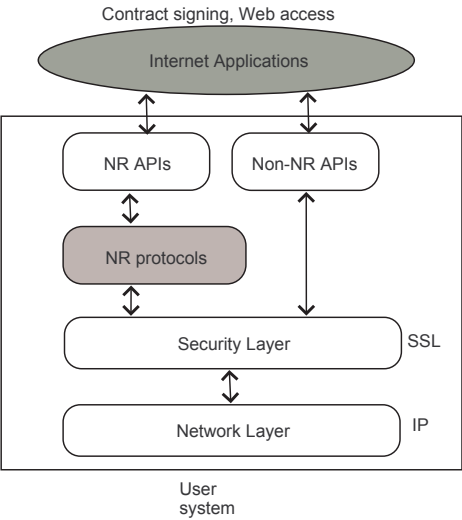 Contract signing, Web access
Internet Applications
NR APIs
Non-NR APIs
NR protocols
Security Layer
SSL
Network Layer
IP
User
system